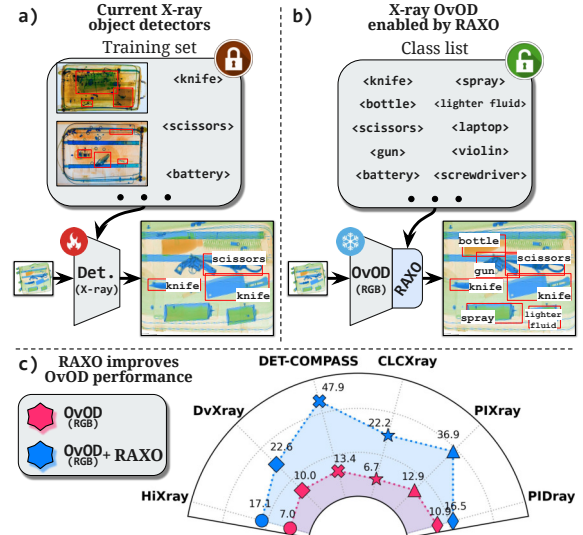 a)
Current X-ray
object detectors
Training set
<knife>
<scissors>
<battery>
• • •
Det.
(X-ray)
scissors
knife
knife
b)
X-ray OvOD
enabled by RAXO
Class list
<knife> <spray>
<bottle> <lighter fluid>
<scissors> <laptop>
<gun> <violin>
<battery> <screwdriver>
• • •
OvOD
(RGB)
RAXO
bottle
scissors
gun
knife
knife
spray
lighter
fluid
c)
RAXO improves
OvOD performance
OvOD
(RGB)
OvOD + RAXO
(RGB)
DET-COMPASS CLCXray
DvXray PIXray
HiXray PIDray
47.9
22.2
36.9
22.6
13.4
6.7
10.0
12.9
17.1
7.0
10.9
16.5